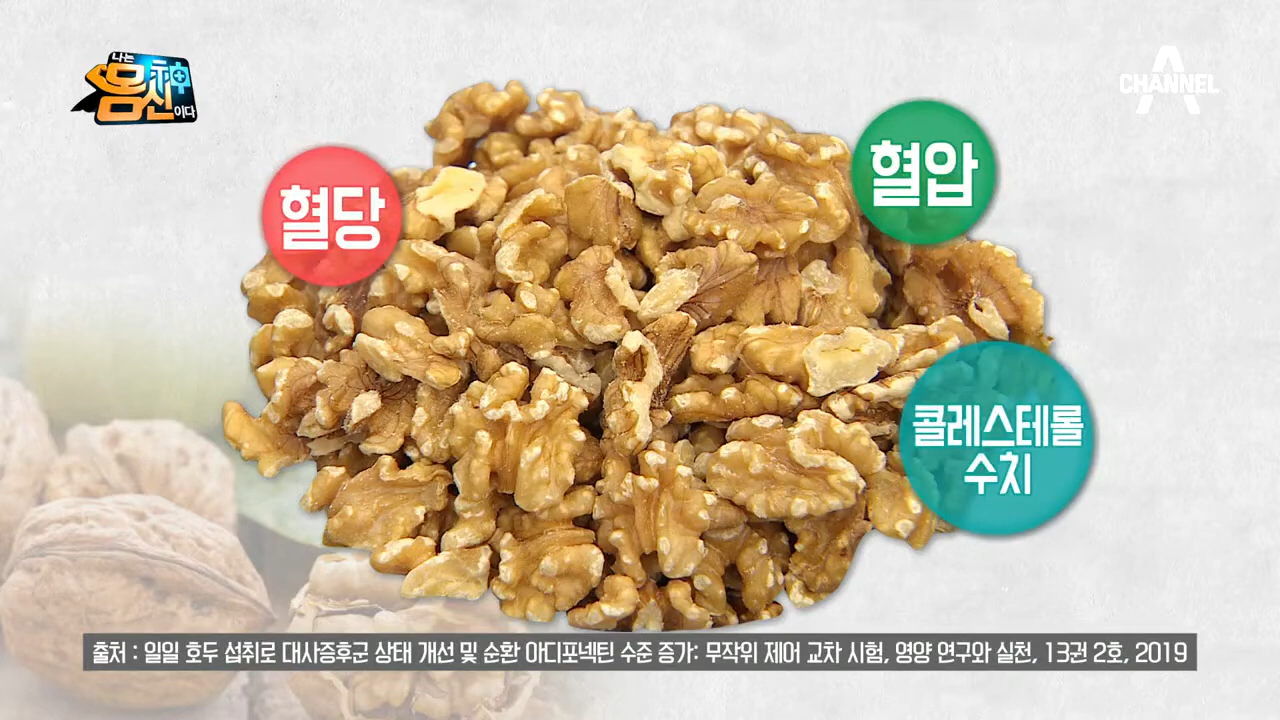 나는
몸신神
이다
CHANNEL A
혈당
혈압
콜레스테롤
수치
출처 : 일일 호두 섭취로 대사증후군 상태 개선 및 순환 아디포넥틴 수준 증가: 무작위 제어 교차 시험, 영양 연구와 실천, 13권 2호, 2019